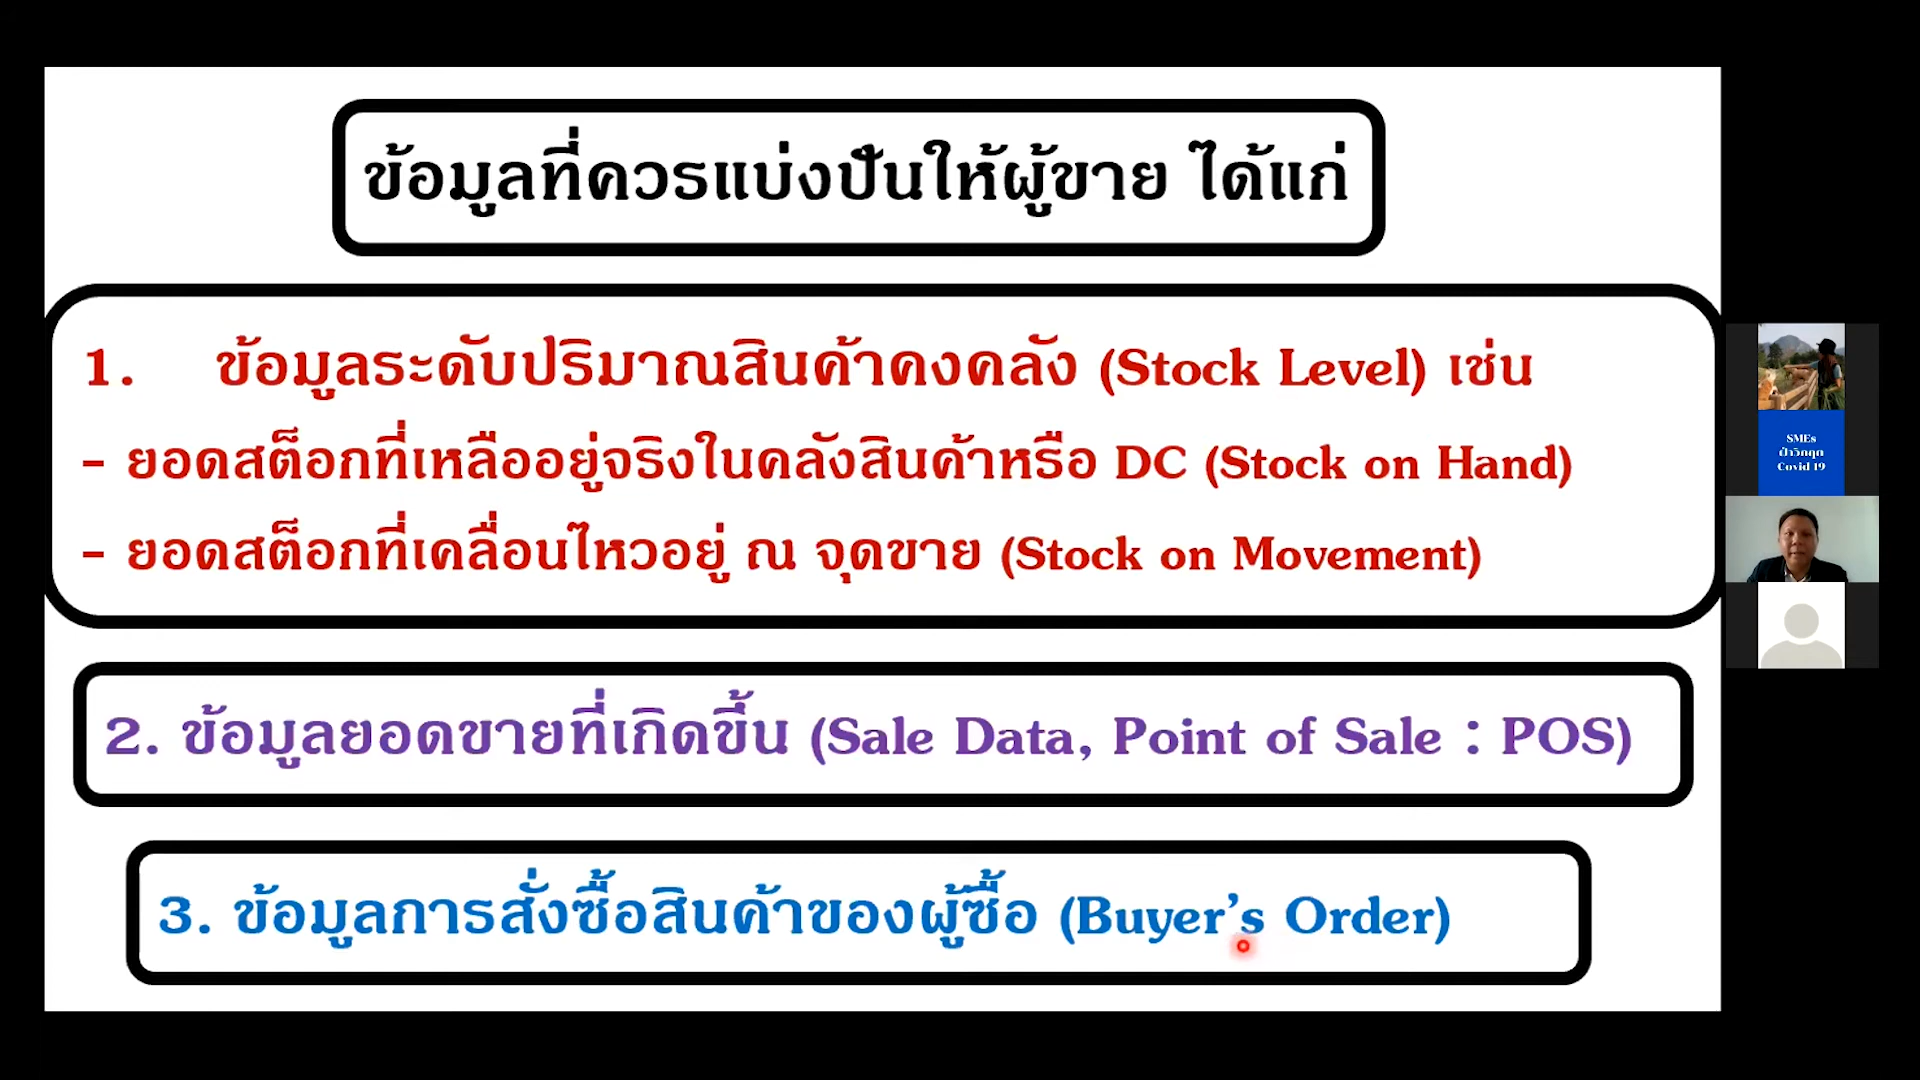 ข้อมูลที่ควรแบ่งปันให้ผู้ขาย ได้แก่
1. ข้อมูลระดับปริมาณสินค้าคงคลัง (Stock Level) เช่น
- ยอดสต็อกที่เหลืออยู่จริงในคลังสินค้าหรือ DC (Stock on Hand)
- ยอดสต็อกที่เคลื่อนไหวอยู่ ณ จุดขาย (Stock on Movement)
2. ข้อมูลยอดขายที่เกิดขึ้น (Sale Data, Point of Sale : POS)
3. ข้อมูลการสั่งซื้อสินค้าของผู้ซื้อ (Buyer's Order)
SMEs
ฝ่าวิกฤต
Covid 19